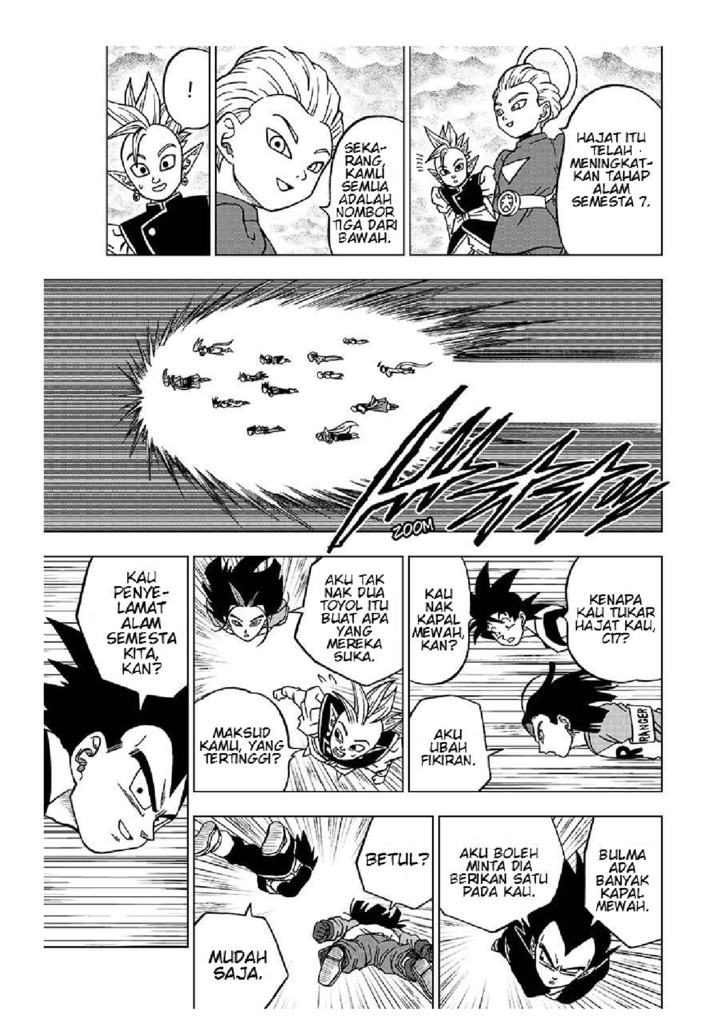 HAJAT ITU
TELAH
MENINGKAT-
KAN TAHAP
ALAM
SEMESTA 7.
SEKA-
RANG,
KAMU
SEMUA
ADALAH
NOMBOR
TIGA DARI
BAWAH.
!
ZOOM
KENAPA
KAU TUKAR
HAJAT KAU,
C17?
KAU
NAK
KAPAL
MEWAH,
KAN?
AKU
UBAH
FIKIRAN.
RANGER
R
AKU TAK
NAK DUA
TOYOL ITU
BUAT APA
YANG
MEREKA
SUKA.
MAKSUD
KAMU, YANG
TERTINGGI?
KAU
PENYE-
LAMAT
ALAM
SEMESTA
KITA,
KAN?
BULMA
ADA
BANYAK
KAPAL
MEWAH.
AKU BOLEH
MINTA DIA
BERIKAN SATU
PADA KAU.
BETUL?
MUDAH
SAJA.